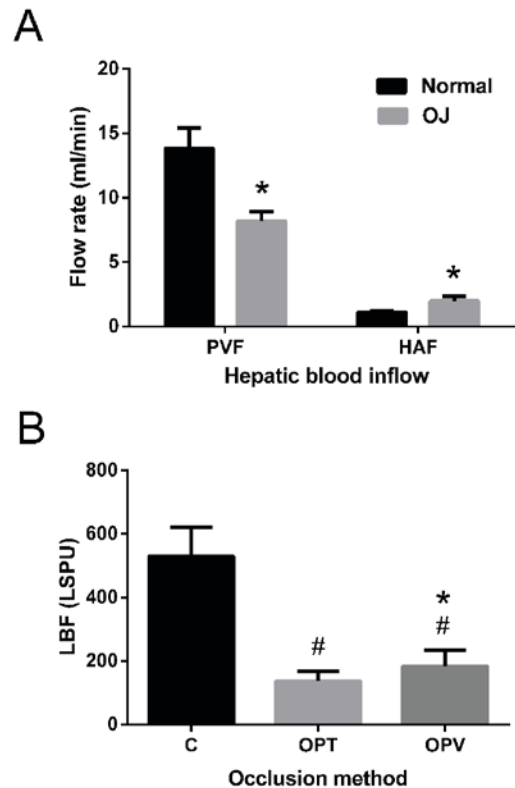 A
20
15
10
5
0
Flow rate (ml/min)
Normal
OJ
*
*
PVF HAF
Hepatic blood inflow
B
800
600
400
200
0
LBF (LSPU)
#
*
#
C OPT OPV
Occlusion method